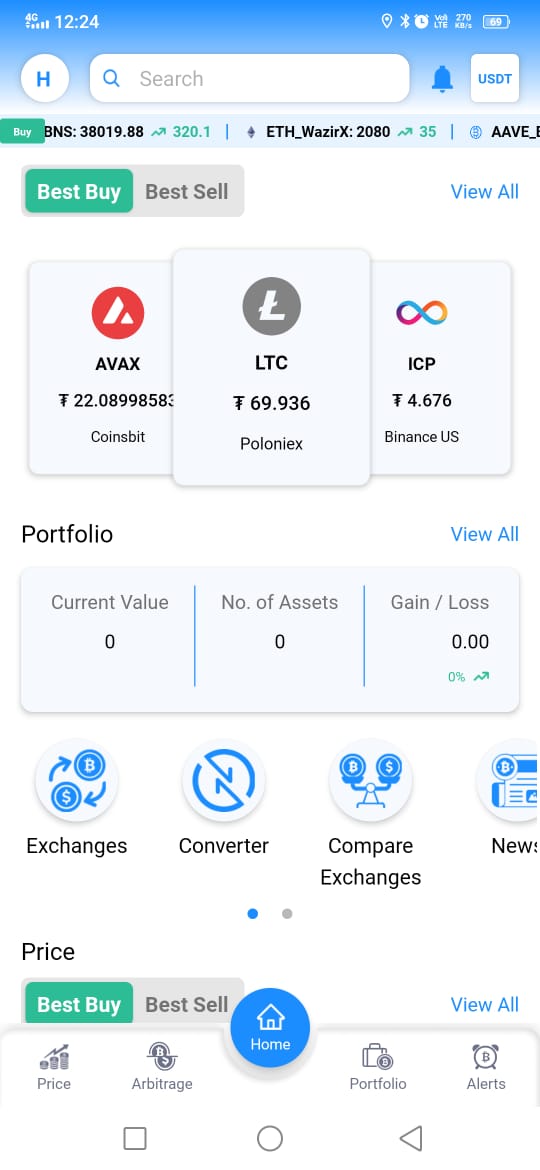 4G 12:24 Vo) LTE 270 KB/s 69
H Search USDT
Buy BNS: 38019.88 320.1 | ETH_WazirX: 2080 35 | AAVE_
Best Buy Best Sell View All
AVAX LTC ICP
₮ 22.0899858 ₮ 69.936 ₮ 4.676
Coinsbit Poloniex Binance US
Portfolio View All
Current Value No. of Assets Gain / Loss
0 0 0.00
0%
Exchanges Converter Compare Exchanges News
Price
Best Buy Best Sell View All
Price Arbitrage Home Portfolio Alerts